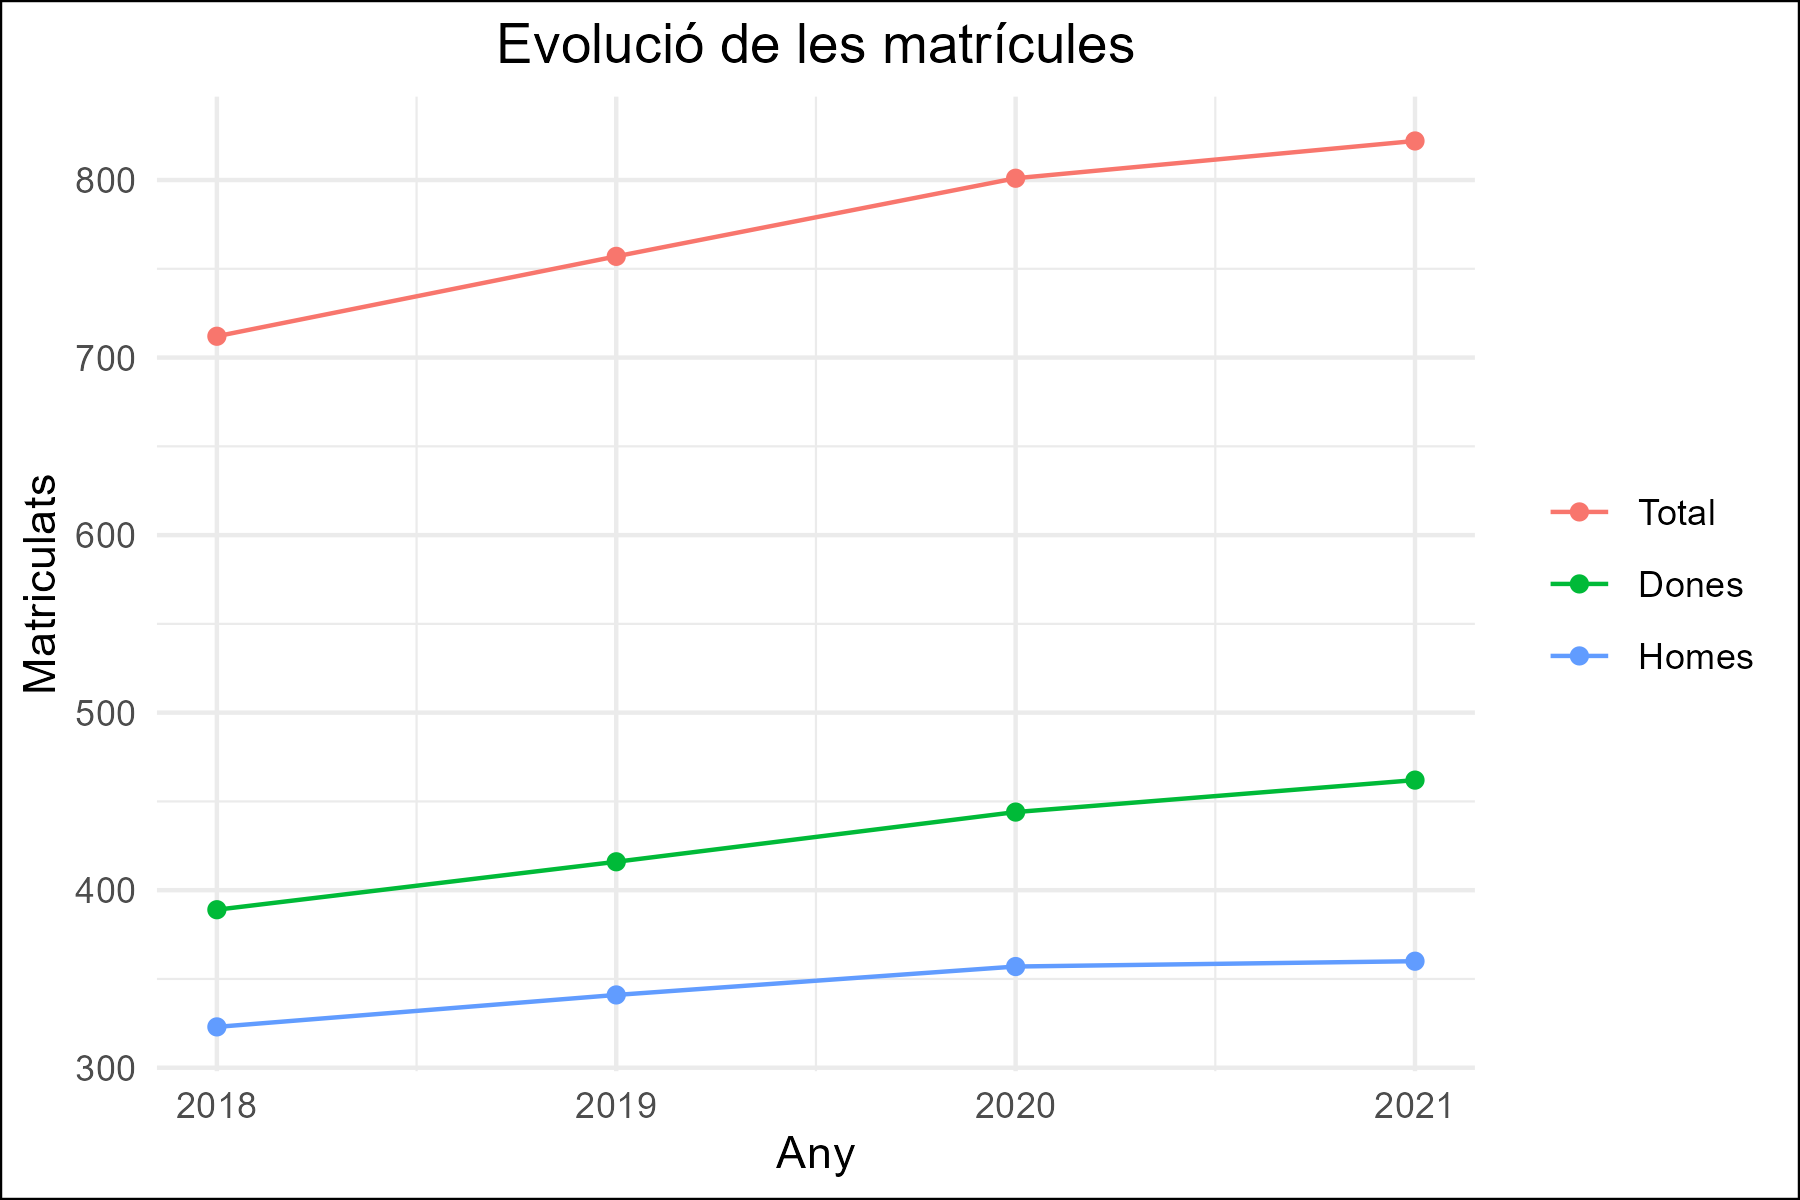 Evolució de les matrícules
Matriculats
800
700
600
500
400
300
2018 2019 2020 2021
Any
Total
Dones
Homes